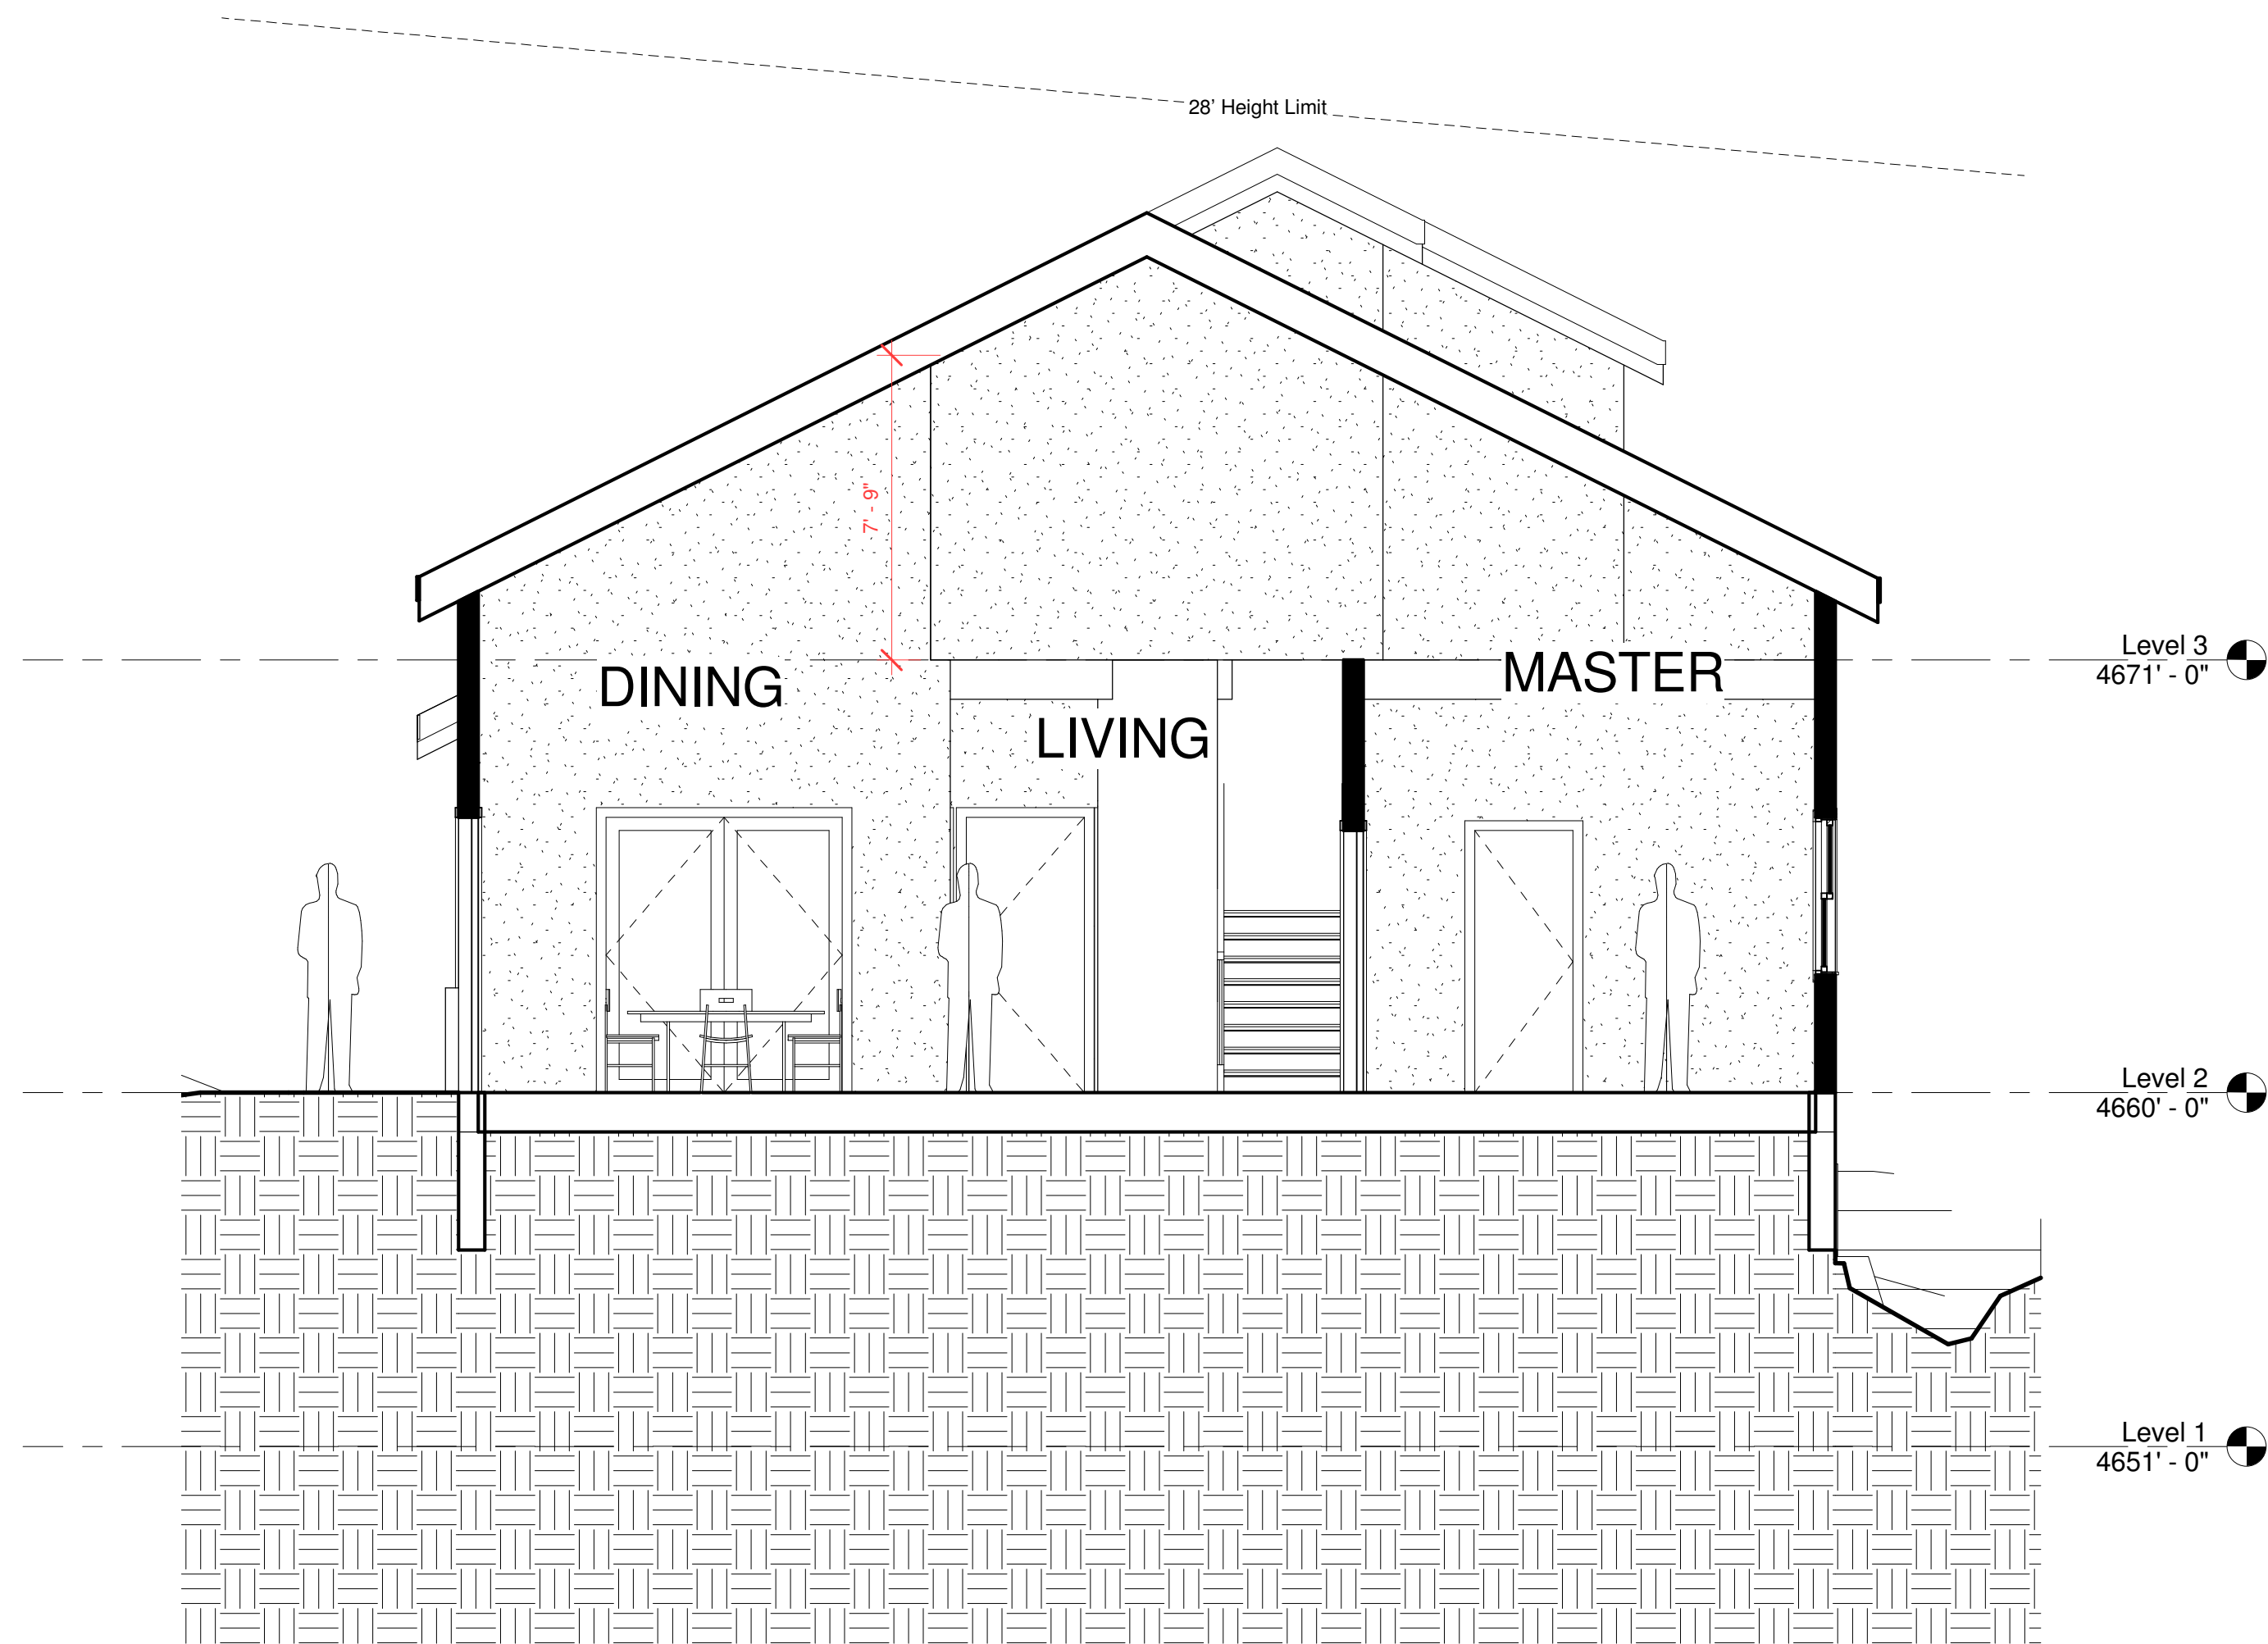 28' Height Limit
7' - 9"
DINING
LIVING
MASTER
Level 3
4671' - 0"
Level 2
4660' - 0"
Level 1
4651' - 0"